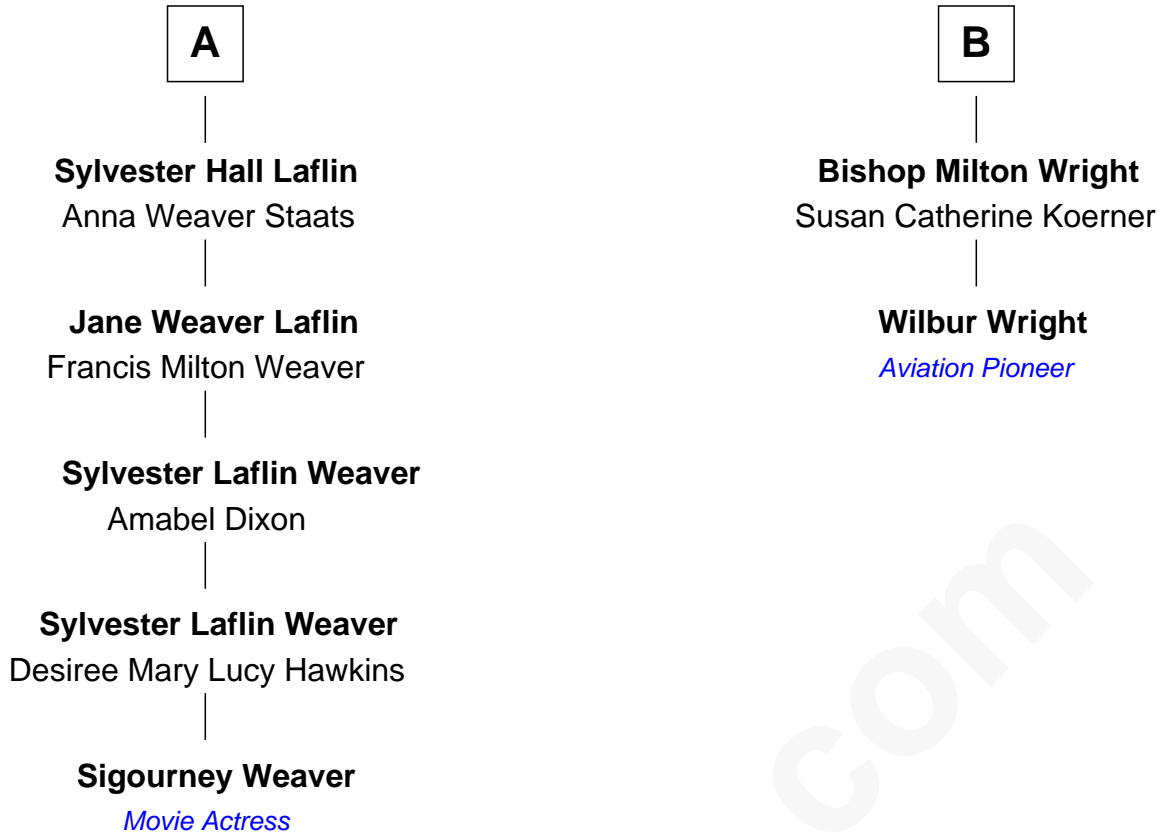 A
Sylvester Hall Laflin
Anna Weaver Staats
Jane Weaver Laflin
Francis Milton Weaver
Sylvester Laflin Weaver
Amabel Dixon
Sylvester Laflin Weaver
Desiree Mary Lucy Hawkins
Sigourney Weaver
Movie Actress
B
Bishop Milton Wright
Susan Catherine Koerner
Wilbur Wright
Aviation Pioneer
com